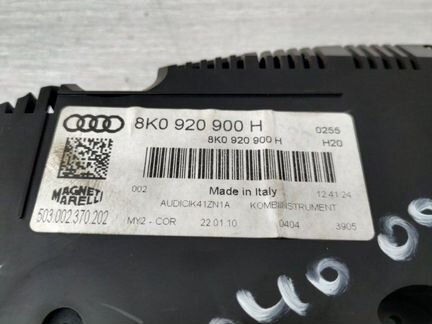 8K0 920 900 H
8K0 920 900 H
0255
H20
002
Made in Italy
12:41:24
MAGNETI
MARELLI
AUDICIK41ZN1A
KOMBIINSTRUMENT
503.002.370.202
MY2 - COR
22.01.10
0404
3905